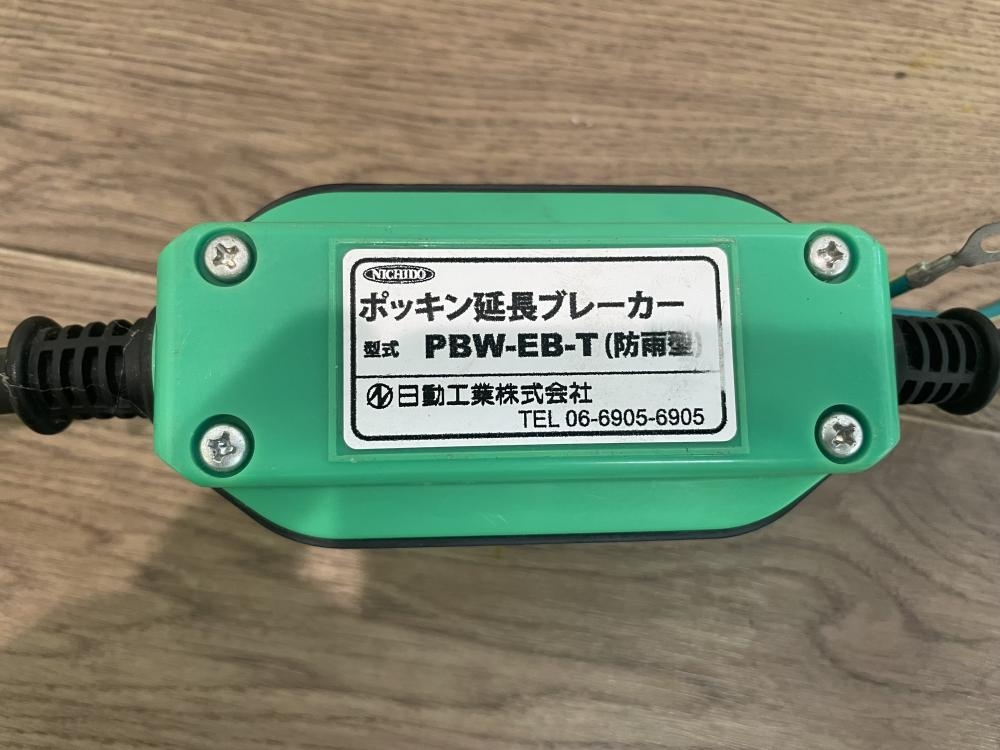 NICHIDO
ポッキン延長ブレーカー
型式 PBW-EB-T (防雨型)
日動工業株式会社
TEL 06-6905-6905